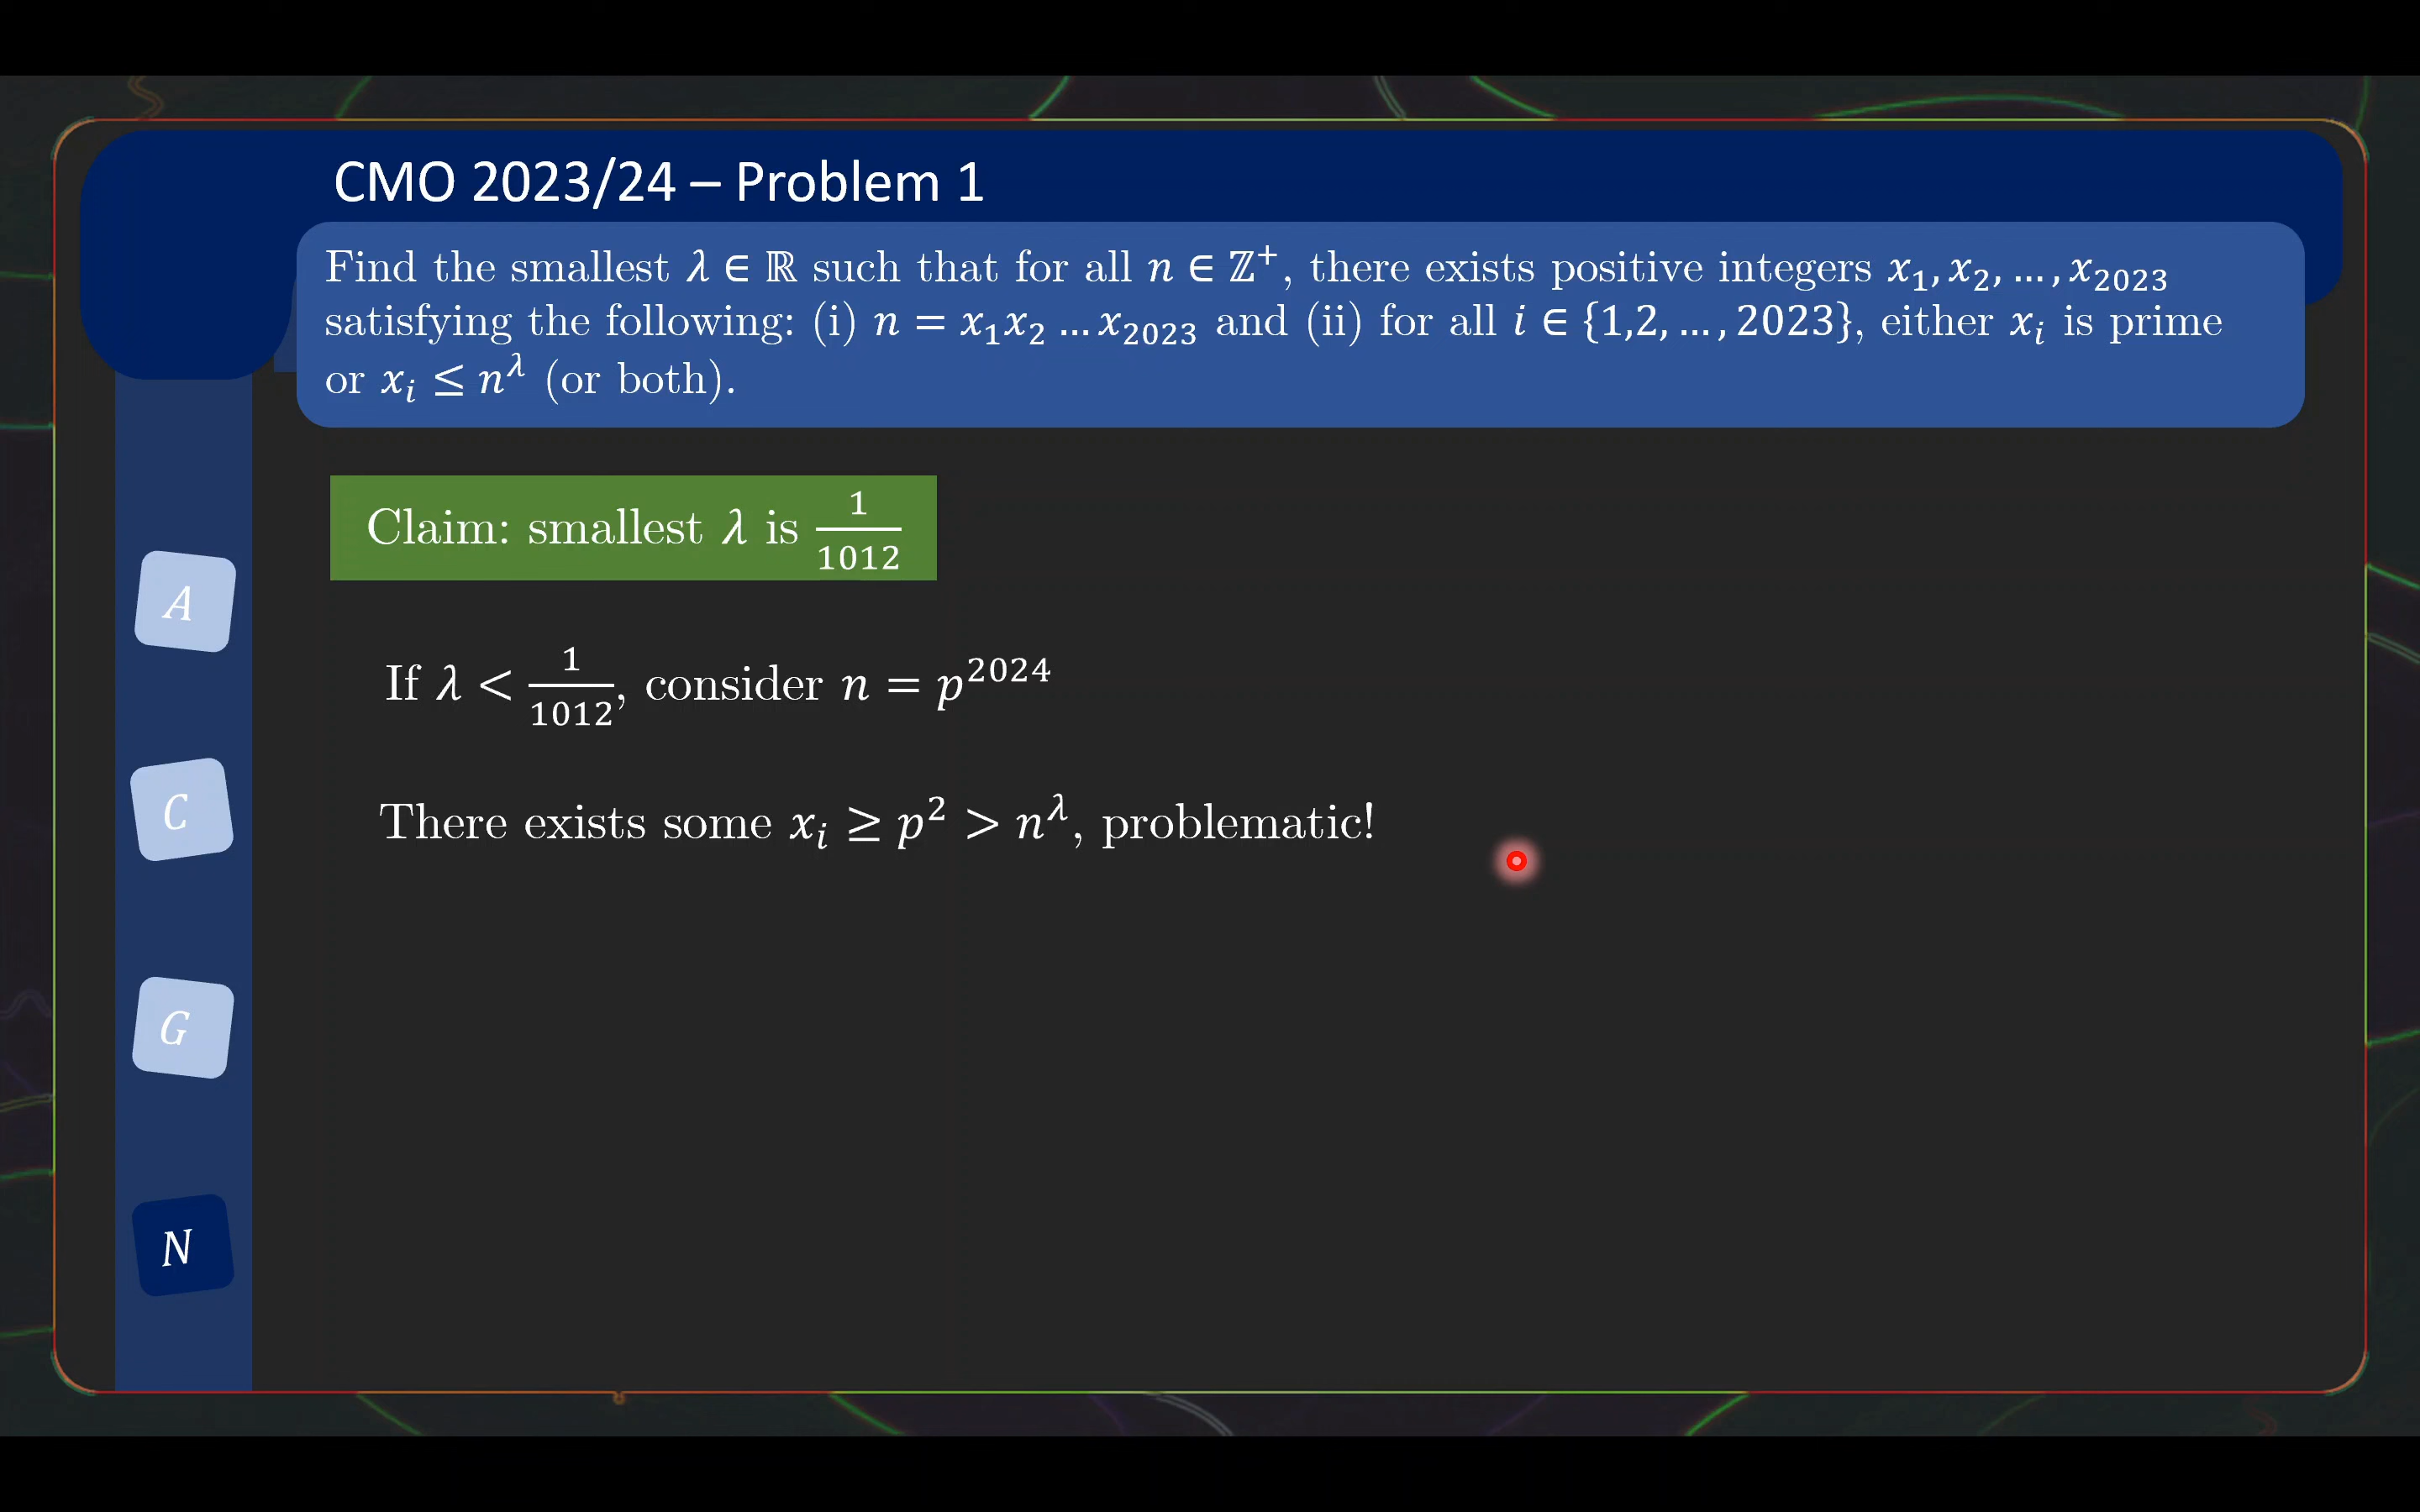 CMO 2023/24 – Problem 1
Find the smallest λ ∈ ℝ such that for all n ∈ ℤ⁺, there exists positive integers x₁, x₂, …, x₂₀₂₃
satisfying the following: (i) n = x₁x₂ … x₂₀₂₃ and (ii) for all i ∈ {1,2, … , 2023}, either xᵢ is prime
or xᵢ ≤ n^λ (or both).
Claim: smallest λ is 1/1012
A
If λ < 1/1012, consider n = p²⁰²⁴
C
There exists some xᵢ ≥ p² > n^λ, problematic!
G
N